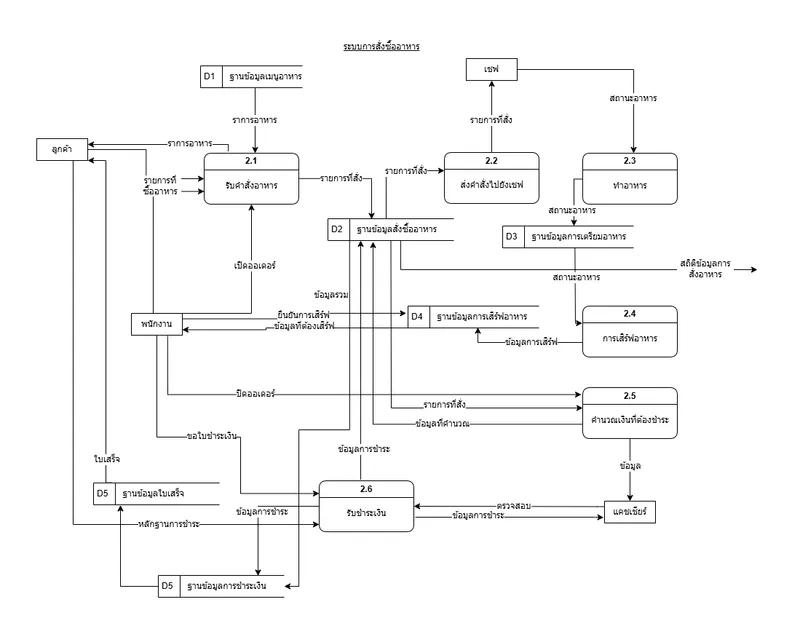 ระบบการสั่งซื้ออาหาร
D1 ฐานข้อมูลเมนูอาหาร
เชฟ
สถานะอาหาร
ราการอาหาร
รายการที่สั่ง
ลูกค้า
ราการอาหาร
2.1
รับคำสั่งอาหาร
รายการที่
ซื้ออาหาร
รายการที่สั่ง
รายการที่สั่ง
2.2
ส่งคำสั่งไปยังเชฟ
2.3
ทำอาหาร
สถานะอาหาร
D2 ฐานข้อมูลสั่งซื้ออาหาร
D3 ฐานข้อมูลการเตรียมอาหาร
เปิดออเดอร์
สถิติข้อมูลการ
สั่งอาหาร
สถานะอาหาร
ข้อมูลรวม
พนักงาน
ยืนยันการเสิร์ฟ
ข้อมูลที่ต้องเสิร์ฟ
D4 ฐานข้อมูลการเสิร์ฟอาหาร
2.4
การเสิร์ฟอาหาร
ข้อมูลการเสิร์ฟ
ปิดออเดอร์
รายการที่สั่ง
ข้อมูลที่คำนวณ
2.5
คำนวณเงินที่ต้องชำระ
ขอใบชำระเงิน
ข้อมูลการชำระ
ใบเสร็จ
ข้อมูล
D5 ฐานข้อมูลใบเสร็จ
2.6
รับชำระเงิน
ข้อมูลการชำระ
หลักฐานการชำระ
ตรวจสอบ
ข้อมูลการชำระ
แคชเชียร์
D5 ฐานข้อมูลการชำระเงิน